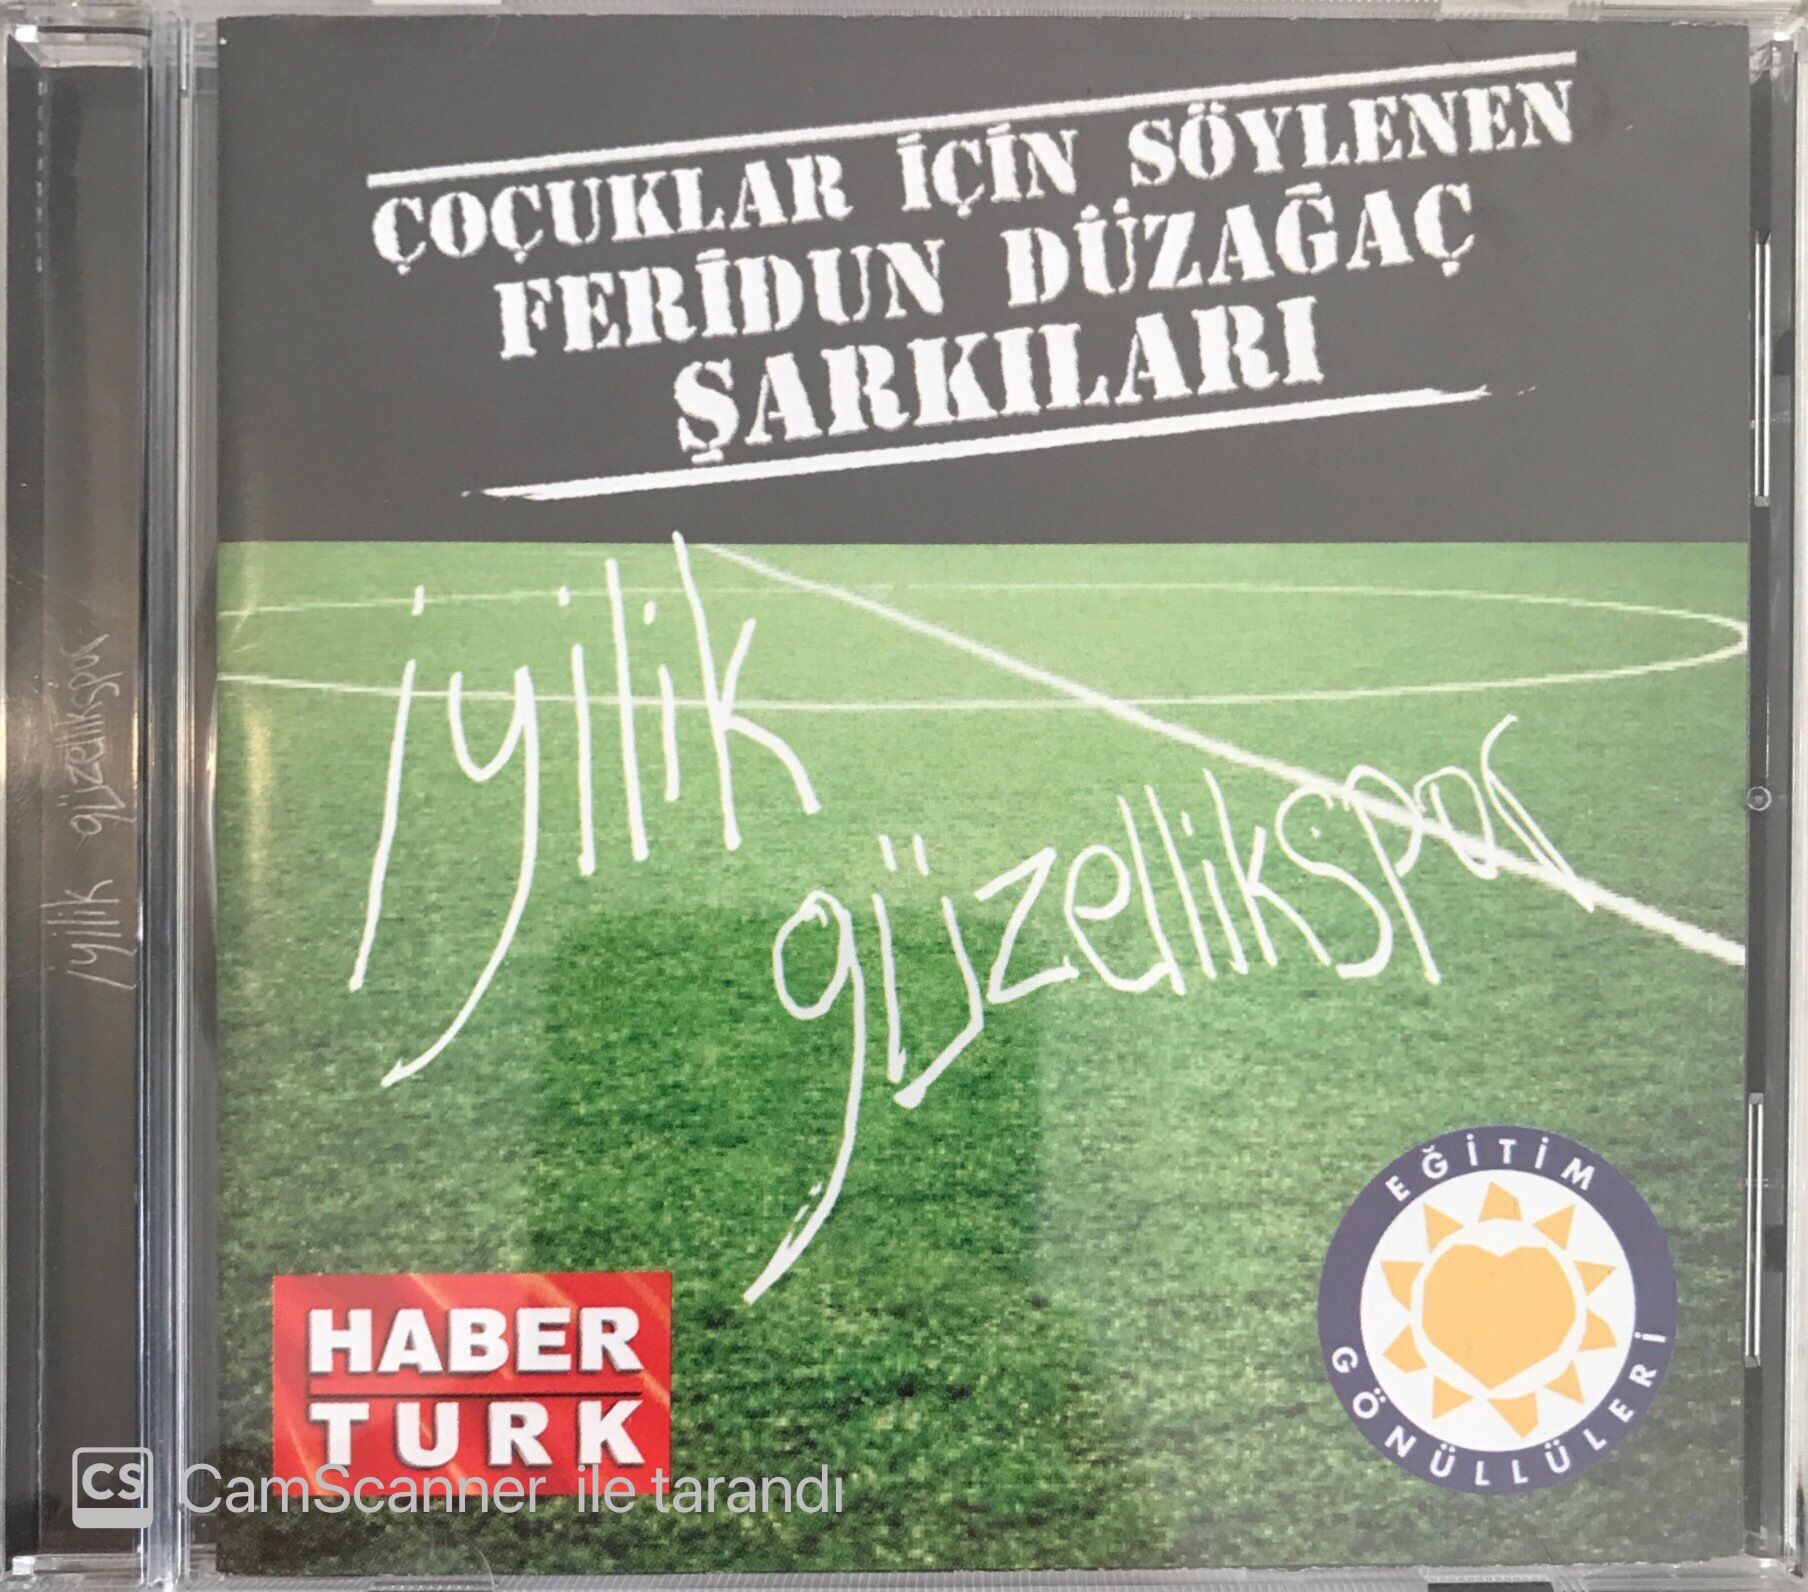 ÇOÇUKLAR İÇİN SÖYLENEN
FERİDUN DÜZAĞAÇ
ŞARKILARI
iyilik
güzellikspor
iyilik güzellikspor
HABER
TURK
EĞİTİM
GÖNÜLLÜLERİ
CS CamScanner ile tarandı